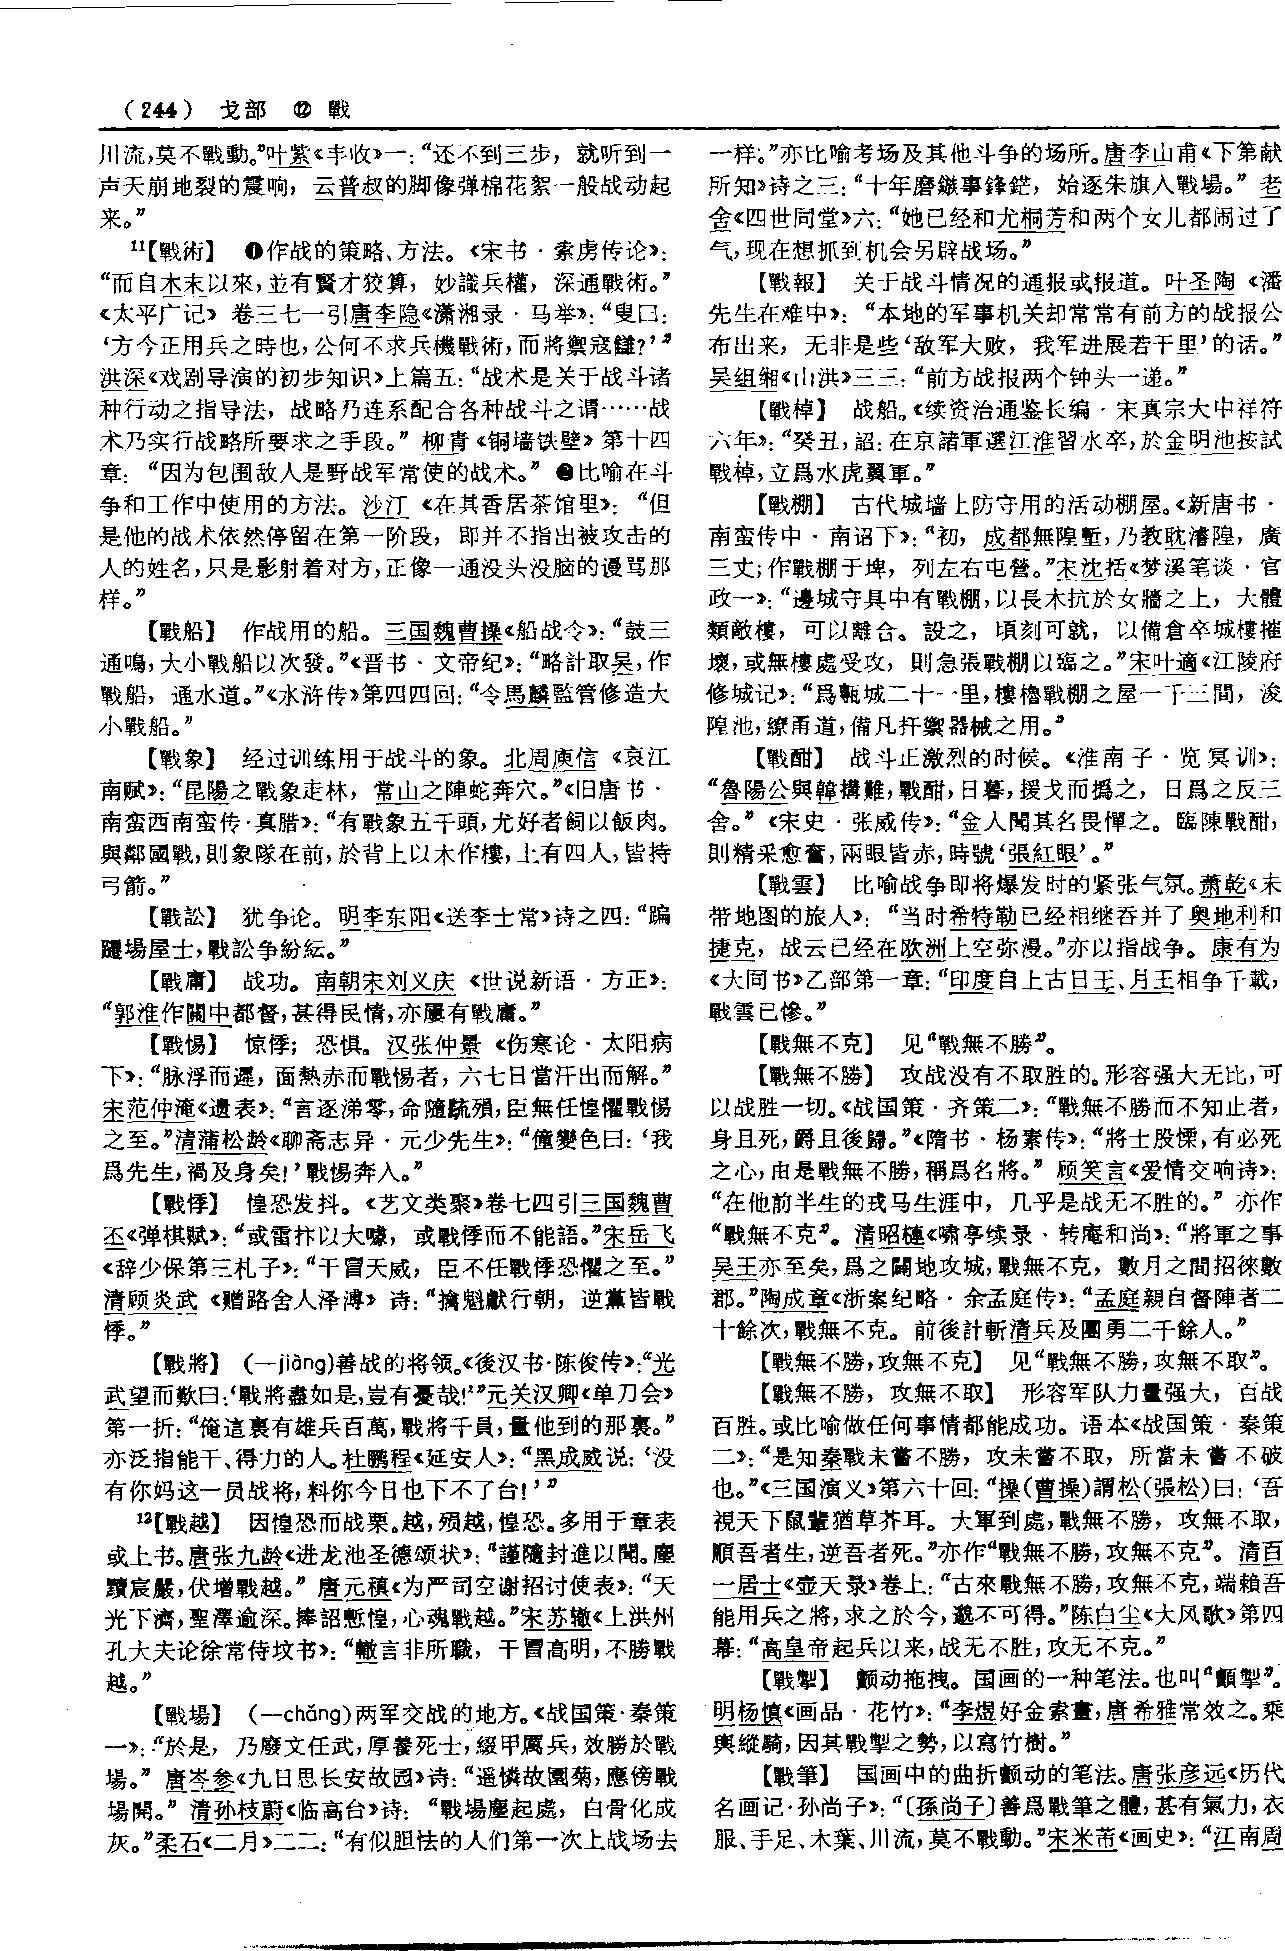 (244) 戈部 ⑫ 戰
川流,莫不戰動。”叶紫《丰收》一:“还不到三步，就听到一
声天崩地裂的震响，云普叔的脚像弹棉花絮一般战动起
来。”
11【戰術】 ❶作战的策略、方法。《宋书·索虏传论》:
“而自木末以來,並有賢才狡算，妙識兵權，深通戰術。”
《太平广记》卷三七一引唐李隐《潇湘录·马举》:“叟曰:
‘方今正用兵之時也,公何不求兵機戰術,而將禦寇讎?’”
洪深《戏剧导演的初步知识》上篇五:“战术是关于战斗诸
种行动之指导法，战略乃连系配合各种战斗之谓……战
术乃实行战略所要求之手段。”柳青《铜墙铁壁》第十四
章:“因为包围敌人是野战军常使的战术。” ❷比喻在斗
争和工作中使用的方法。沙汀《在其香居茶馆里》:“但
是他的战术依然停留在第一阶段，即并不指出被攻击的
人的姓名,只是影射着对方,正像一通没头没脑的谩骂那
样。”
【戰船】 作战用的船。三国魏曹操《船战令》:“鼓三
通鳴,大小戰船以次發。”《晋书·文帝纪》:“略計取吴,作
戰船，通水道。”《水浒传》第四四回:“令馬麟監管修造大
小戰船。”
【戰象】 经过训练用于战斗的象。北周庾信《哀江
南赋》:“昆陽之戰象走林，常山之陣蛇奔穴。”《旧唐书·
南蛮西南蛮传·真腊》:“有戰象五千頭,尤好者飼以飯肉。
與鄰國戰,則象隊在前,於背上以木作樓,上有四人,皆持
弓箭。”
【戰訟】 犹争论。明李东阳《送李士常》诗之四:“蹁
躚場屋士,戰訟争紛紜。”
【戰庸】 战功。南朝宋刘义庆《世说新语·方正》:
“郭淮作關中都督,甚得民情,亦屢有戰庸。”
【戰惕】 惊悸；恐惧。汉张仲景《伤寒论·太阳病
下》:“脉浮而遲，面熱赤而戰惕者，六七日當汗出而解。”
宋范仲淹《遗表》:“言逐涕零,命隨疏殞,臣無任惶懼戰惕
之至。”清蒲松龄《聊斋志异·元少先生》:“僮變色曰:‘我
爲先生,禍及身矣!’戰惕奔入。”
【戰悸】 惶恐发抖。《艺文类聚》卷七四引三国魏曹
丕《弹棋赋》:“或雷抃以大噱，或戰悸而不能語。”宋岳飞
《辞少保第三札子》:“干冒天威，臣不任戰悸恐懼之至。”
清顾炎武《赠路舍人泽溥》诗:“擒魁獻行朝，逆黨皆戰
悸。”
【戰將】 (—jiàng)善战的将领。《後汉书·陈俊传》:“光
武望而歎曰:‘戰將盡如是,豈有憂哉!’”元关汉卿《单刀会》
第一折:“俺這裏有雄兵百萬,戰將千員,量他到的那裏。”
亦泛指能干、得力的人。杜鹏程《延安人》:“黑成威说:‘没
有你妈这一员战将,料你今日也下不了台!’”
12【戰越】 因惶恐而战栗。越,殒越,惶恐。多用于章表
或上书。唐张九龄《进龙池圣德颂状》:“謹隨封進以聞。塵
黷宸嚴,伏增戰越。”唐元稹《为严司空谢招讨使表》:“天
光下濟,聖澤逾深。捧詔慙惶,心魂戰越。”宋苏辙《上洪州
孔大夫论徐常侍坟书》:“轍言非所職，干冒高明,不勝戰
越。”
【戰場】 (—chǎng)两军交战的地方。《战国策·秦策
一》:“於是，乃廢文任武,厚養死士,綴甲厲兵,效勝於戰
場。”唐岑参《九日思长安故园》诗:“遥憐故園菊,應傍戰
場開。”清孙枝蔚《临高台》诗:“戰場塵起處，白骨化成
灰。”柔石《二月》二二:“有似胆怯的人们第一次上战场去
一样。”亦比喻考场及其他斗争的场所。唐李山甫《下第献
所知》诗之三:“十年磨鏃事鋒鋩，始逐朱旗入戰場。”老
舍《四世同堂》六:“她已经和尤桐芳和两个女儿都闹过了
气,现在想抓到机会另辟战场。”
【戰報】 关于战斗情况的通报或报道。叶圣陶《潘
先生在难中》:“本地的军事机关却常常有前方的战报公
布出来，无非是些‘敌军大败，我军进展若干里’的话。”
吴组缃《山洪》三三:“前方战报两个钟头一递。”
【戰棹】 战船。《续资治通鉴长编·宋真宗大中祥符
六年》:“癸丑,詔:在京諸軍選江淮習水卒,於金明池按試
戰棹,立爲水虎翼軍。”
【戰棚】 古代城墙上防守用的活动棚屋。《新唐书·
南蛮传中·南诏下》:“初，成都無隍塹,乃教耽濬隍，廣
三丈;作戰棚于埤，列左右屯營。”宋沈括《梦溪笔谈·官
政一》:“邊城守具中有戰棚,以長木抗於女牆之上，大體
類敵樓，可以離合。設之，頃刻可就，以備倉卒城樓摧
壞,或無樓處受攻，則急張戰棚以臨之。”宋叶適《江陵府
修城记》:“爲甎城二十一里,樓櫓戰棚之屋一千三間，浚
隍池,繚甬道,備凡扞禦器械之用。”
【戰酣】 战斗正激烈的时候。《淮南子·览冥训》:
“魯陽公與韓搆難,戰酣,日暮,援戈而撝之，日爲之反三
舍。”《宋史·张威传》:“金人聞其名畏憚之。臨陳戰酣,
則精采愈奮,兩眼皆赤,時號‘張紅眼’。”
【戰雲】 比喻战争即将爆发时的紧张气氛。萧乾《未
带地图的旅人》:“当时希特勒已经相继吞并了奥地利和
捷克，战云已经在欧洲上空弥漫。”亦以指战争。康有为
《大同书》乙部第一章:“印度自上古日王、月王相争千載,
戰雲已慘。”
【戰無不克】 见“戰無不勝”。
【戰無不勝】 攻战没有不取胜的。形容强大无比,可
以战胜一切。《战国策·齐策二》:“戰無不勝而不知止者,
身且死,爵且後歸。”《隋书·杨素传》:“將士股慄,有必死
之心,由是戰無不勝,稱爲名將。”顾笑言《爱情交响诗》:
“在他前半生的戎马生涯中，几乎是战无不胜的。”亦作
“戰無不克”。清昭槤《啸亭续录·转庵和尚》:“將軍之事
吴王亦至矣,爲之闢地攻城,戰無不克，數月之間招徠數
郡。”陶成章《浙案纪略·余孟庭传》:“孟庭親自督陣者二
十餘次,戰無不克。前後計斬清兵及團勇二千餘人。”
【戰無不勝,攻無不克】 见“戰無不勝,攻無不取”。
【戰無不勝，攻無不取】 形容军队力量强大，百战
百胜。或比喻做任何事情都能成功。语本《战国策·秦策
二》:“是知秦戰未嘗不勝，攻未嘗不取，所當未嘗不破
也。”《三国演义》第六十回:“操(曹操)謂松(張松)曰:‘吾
視天下鼠輩猶草芥耳。大軍到處,戰無不勝，攻無不取,
順吾者生,逆吾者死。”亦作“戰無不勝,攻無不克”。清百
一居士《壶天录》卷上:“古來戰無不勝,攻無不克,端賴吾
能用兵之將,求之於今,邈不可得。”陈白尘《大风歌》第四
幕:“高皇帝起兵以来,战无不胜,攻无不克。”
【戰掣】 颤动拖拽。国画的一种笔法。也叫“顫掣”。
明杨慎《画品·花竹》:“李煜好金索畫,唐希雅常效之。乘
興縱騎,因其戰掣之勢,以寫竹樹。”
【戰筆】 国画中的曲折颤动的笔法。唐张彦远《历代
名画记·孙尚子》:“〔孫尚子〕善爲戰筆之體,甚有氣力,衣
服、手足、木葉、川流,莫不戰動。”宋米芾《画史》:“江南周